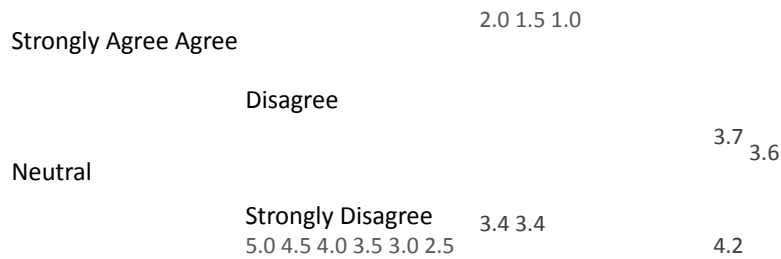 2.0 1.5 1.0
Strongly Agree Agree
Disagree
3.7
3.6
Neutral
Strongly Disagree
3.4 3.4
5.0 4.5 4.0 3.5 3.0 2.5
4.2